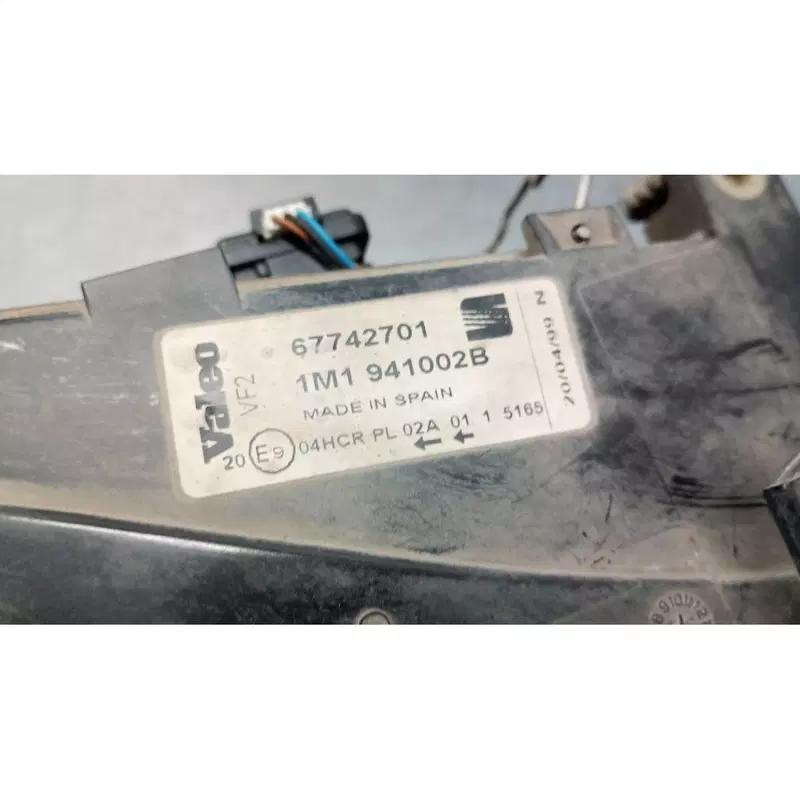 Valeo
VF2
67742701
1M1 941002B
MADE IN SPAIN
20 E9 04HCR PL 02A 01 1 5165
20/04/99 N